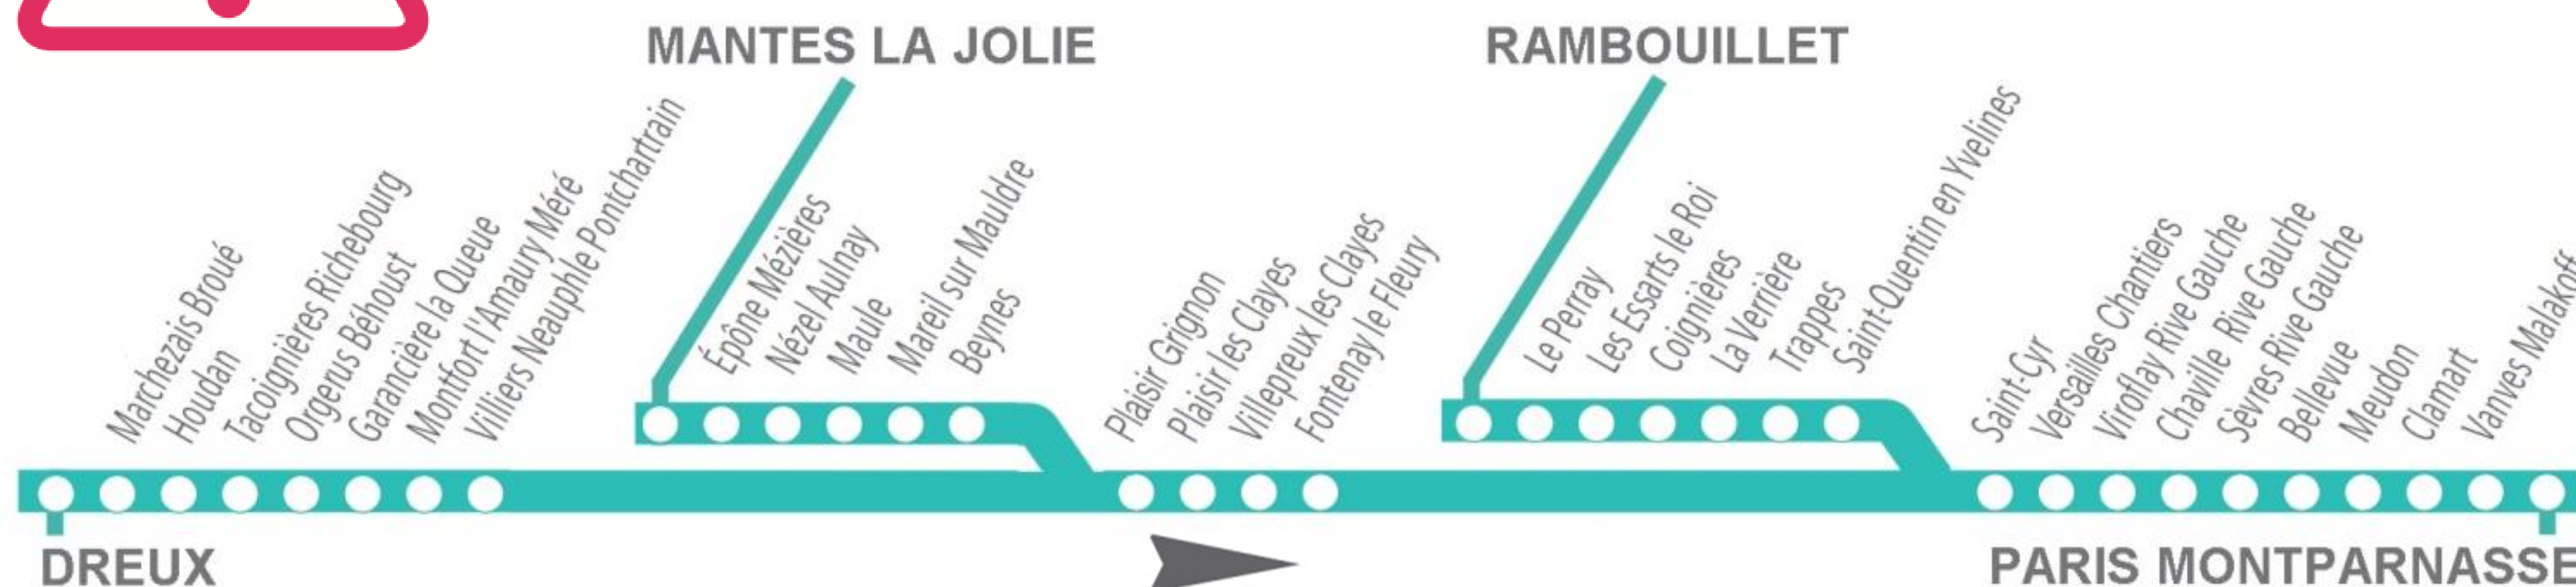 MANTES LA JOLIE
RAMBOUILLET
Marchezais Broué
Houdan
Tacoignières Richebourg
Orgerus Béhoust
Garancière la Queue
Montfort l'Amaury Méré
Villiers Neauphle Pontchartrain
Épône Mézières
Nézel Aulnay
Maule
Mareil sur Mauldre
Beynes
Plaisir Grignon
Plaisir les Clayes
Villepreux les Clayes
Fontenay le Fleury
Le Perray
Les Essarts le Roi
Coignières
La Verrière
Trappes
Saint-Quentin en Yvelines
Saint-Cyr
Versailles Chantiers
Viroflay Rive Gauche
Chaville Rive Gauche
Sèvres Rive Gauche
Bellevue
Meudon
Clamart
Vanves Malakoff
DREUX
PARIS MONTPARNASSE